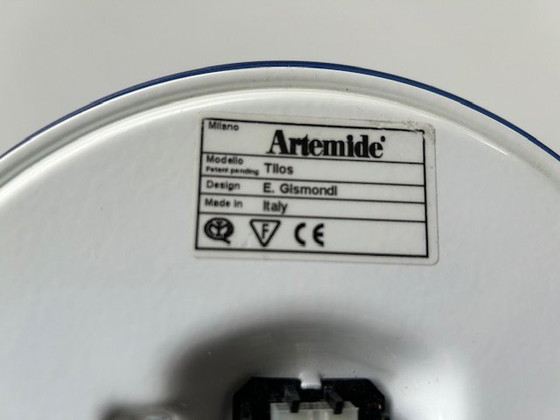 Milano
Artemide®
Modello
Patent pending Tilos
Design E. Gismondi
Made in Italy
F CE